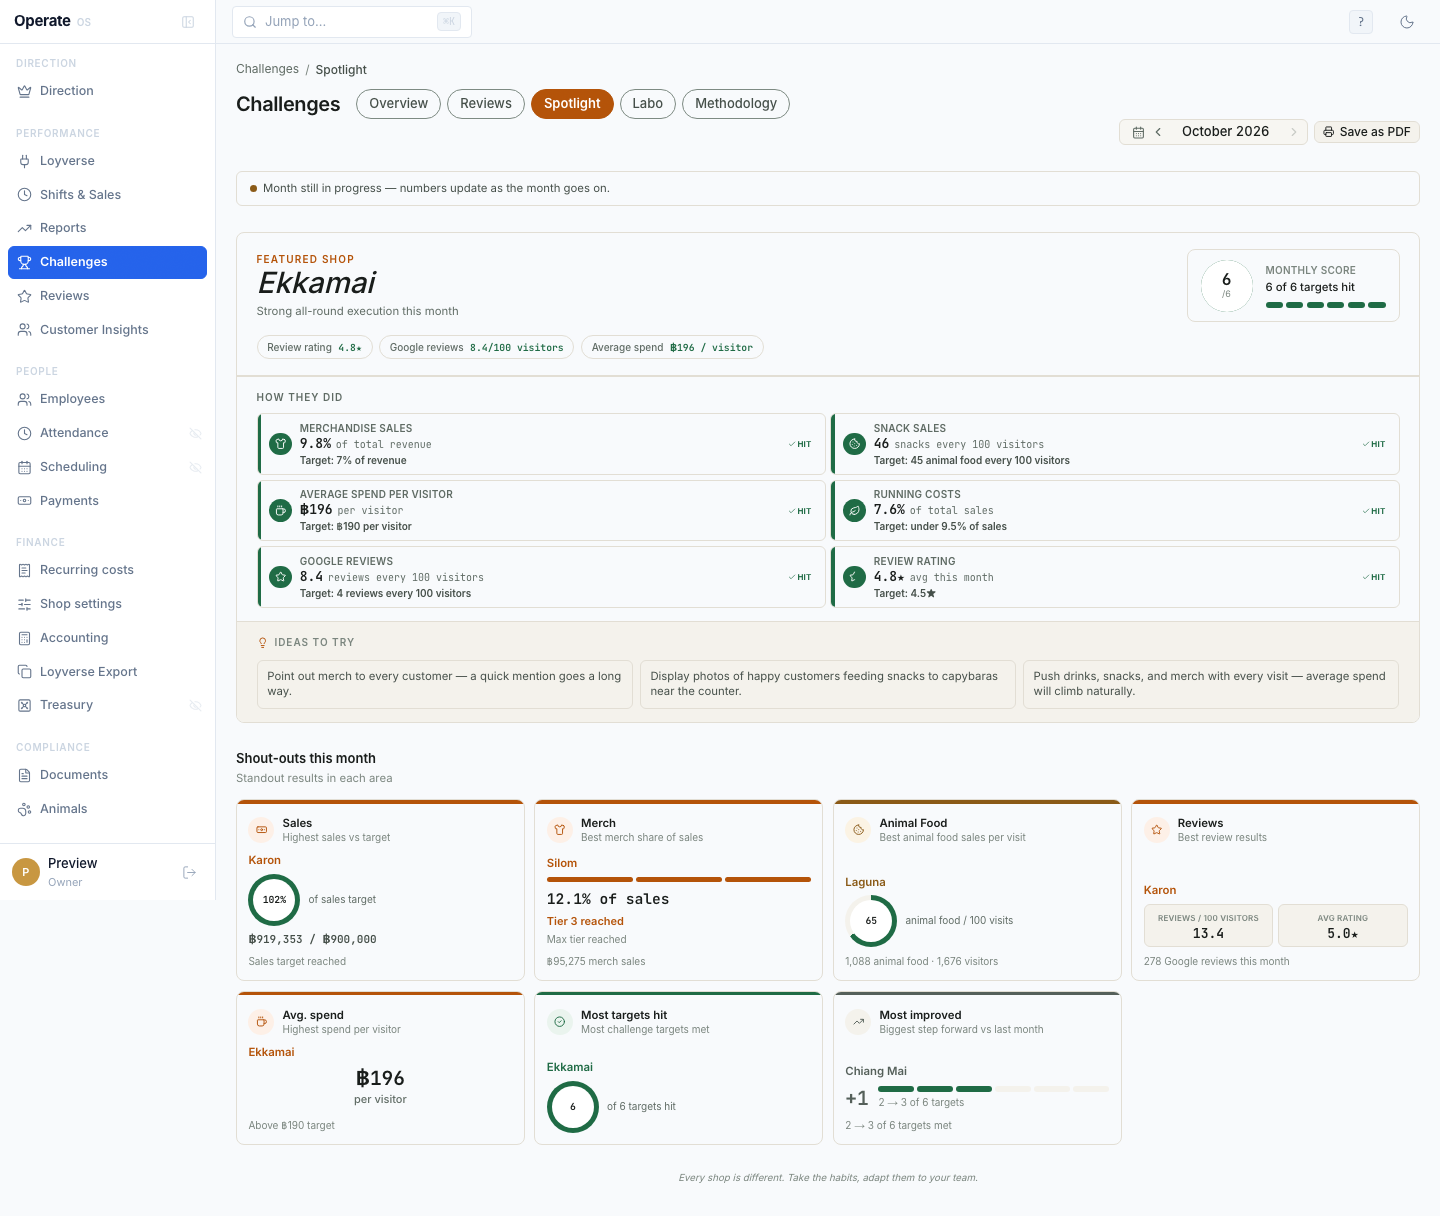 Operate OS
Jump to...
⌘K
?
DIRECTION
Direction
PERFORMANCE
Loyverse
Shifts & Sales
Reports
Challenges
Reviews
Customer Insights
PEOPLE
Employees
Attendance
Scheduling
Payments
FINANCE
Recurring costs
Shop settings
Accounting
Loyverse Export
Treasury
COMPLIANCE
Documents
Animals
P
Preview
Owner
Challenges / Spotlight
Challenges
Overview
Reviews
Spotlight
Labo
Methodology
October 2026
Save as PDF
Month still in progress — numbers update as the month goes on.
FEATURED SHOP
Ekkamai
Strong all-round execution this month
6
/6
MONTHLY SCORE
6 of 6 targets hit
Review rating 4.8★
Google reviews 8.4/100 visitors
Average spend ฿196 / visitor
HOW THEY DID
MERCHANDISE SALES
9.8% of total revenue
Target: 7% of revenue
✓ HIT
SNACK SALES
46 snacks every 100 visitors
Target: 45 animal food every 100 visitors
✓ HIT
AVERAGE SPEND PER VISITOR
฿196 per visitor
Target: ฿190 per visitor
✓ HIT
RUNNING COSTS
7.6% of total sales
Target: under 9.5% of sales
✓ HIT
GOOGLE REVIEWS
8.4 reviews every 100 visitors
Target: 4 reviews every 100 visitors
✓ HIT
REVIEW RATING
4.8★ avg this month
Target: 4.5★
✓ HIT
IDEAS TO TRY
Point out merch to every customer — a quick mention goes a long
way.
Display photos of happy customers feeding snacks to capybaras
near the counter.
Push drinks, snacks, and merch with every visit — average spend
will climb naturally.
Shout-outs this month
Standout results in each area
Sales
Highest sales vs target
Karon
102%
of sales target
฿919,353 / ฿900,000
Sales target reached
Merch
Best merch share of sales
Silom
12.1% of sales
Tier 3 reached
Max tier reached
฿95,275 merch sales
Animal Food
Best animal food sales per visit
Laguna
65
animal food / 100 visits
1,088 animal food · 1,676 visitors
Reviews
Best review results
Karon
REVIEWS / 100 VISITORS
13.4
AVG RATING
5.0★
278 Google reviews this month
Avg. spend
Highest spend per visitor
Ekkamai
฿196
per visitor
Above ฿190 target
Most targets hit
Most challenge targets met
Ekkamai
6
of 6 targets hit
Most improved
Biggest step forward vs last month
Chiang Mai
+1
2 → 3 of 6 targets
2 → 3 of 6 targets met
Every shop is different. Take the habits, adapt them to your team.